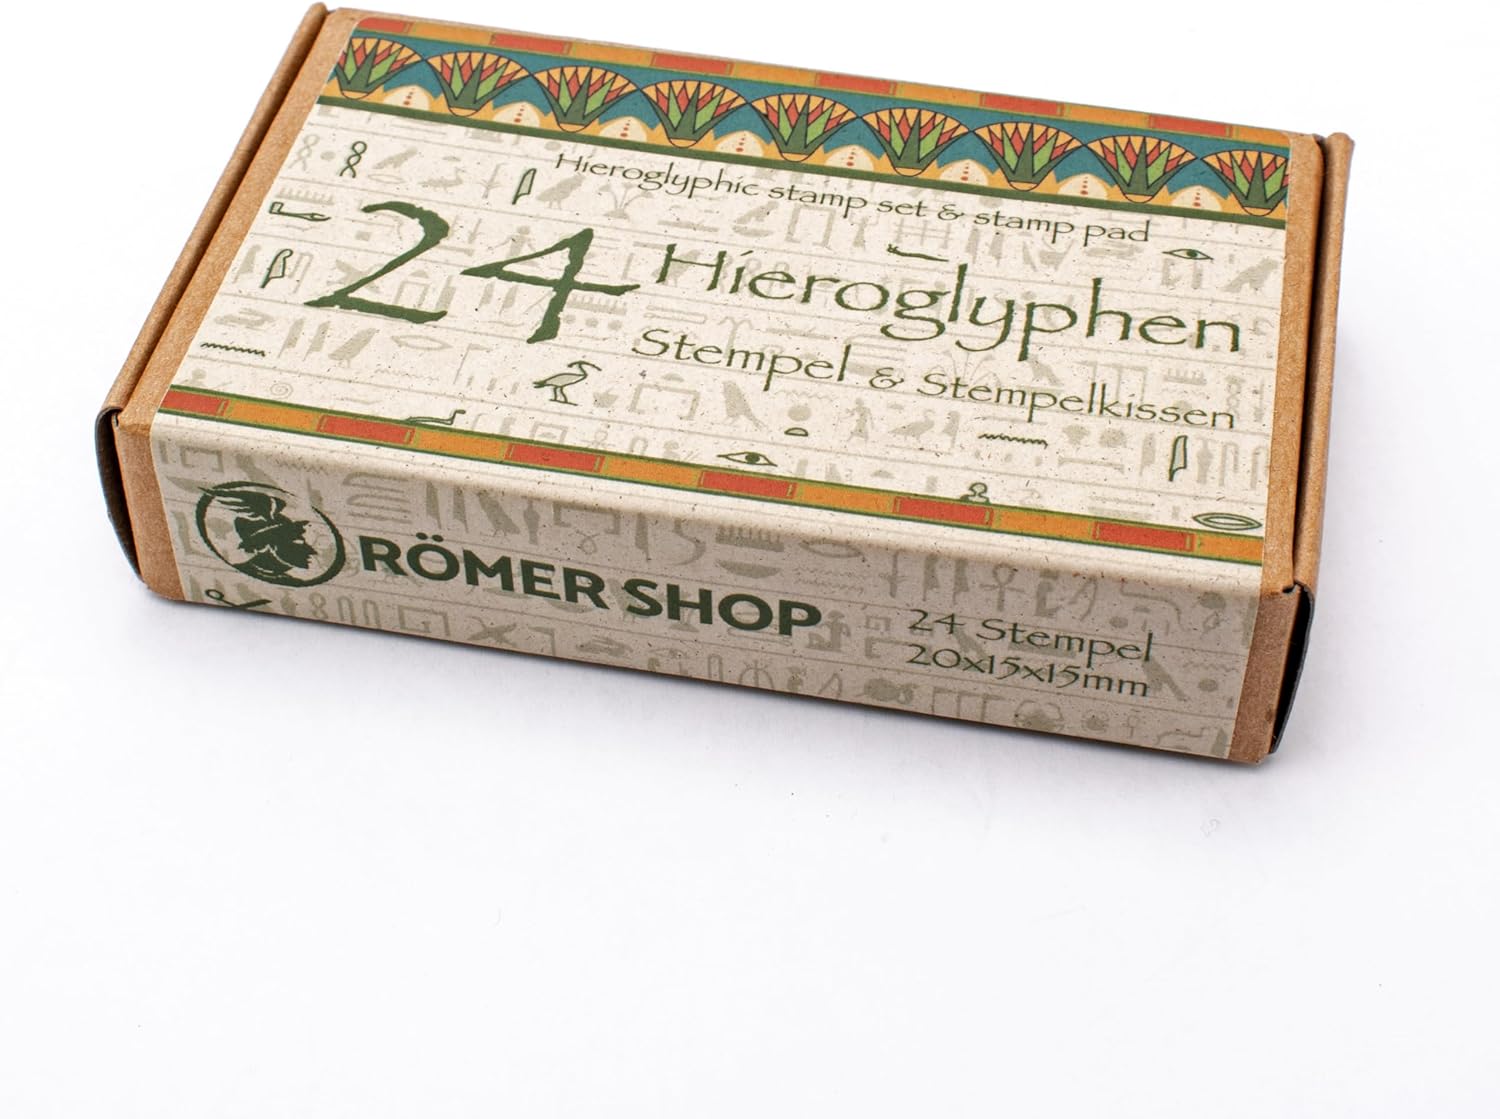 Hieroglyphic stamp set & stamp pad
24 Hieroglyphen
Stempel & Stempelkissen
RÖMER SHOP
24 Stempel
20x15x15mm